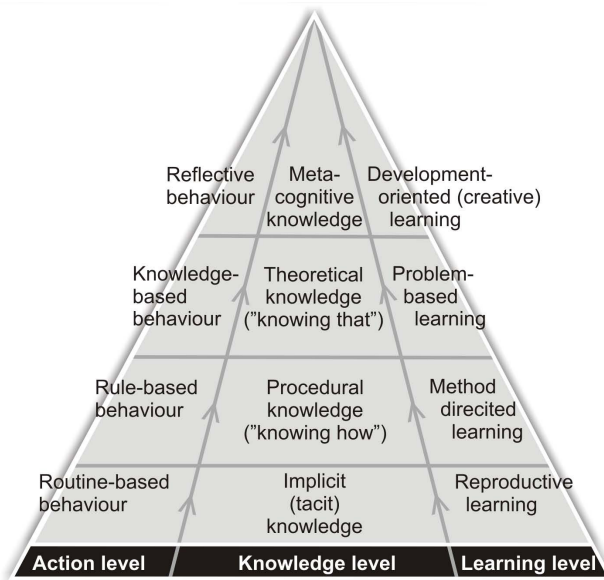 Reflective
behaviour
Meta-
cognitive
knowledge
Development-
oriented (creative)
learning
Knowledge-
based
behaviour
Theoretical
knowledge
(”knowing that”)
Problem-
based
learning
Rule-based
behaviour
Procedural
knowledge
(”knowing how”)
Method
direcited
learning
Routine-based
behaviour
Implicit
(tacit)
knowledge
Reproductive
learning
Action level
Knowledge level
Learning level